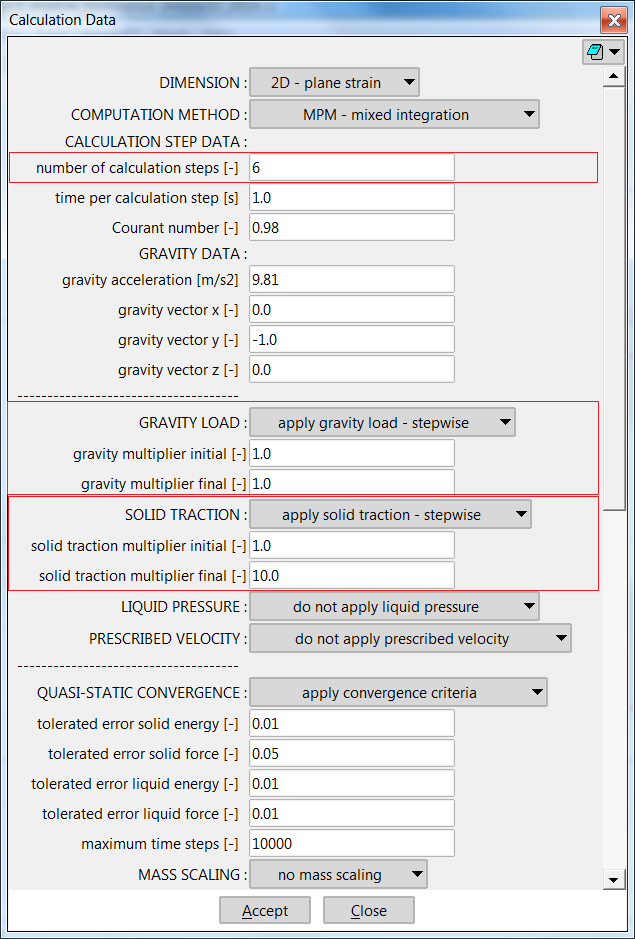 Calculation Data
DIMENSION : 2D - plane strain
COMPUTATION METHOD : MPM - mixed integration
CALCULATION STEP DATA :
number of calculation steps [-] 6
time per calculation step [s] 1.0
Courant number [-] 0.98
GRAVITY DATA :
gravity acceleration [m/s2] 9.81
gravity vector x [-] 0.0
gravity vector y [-] -1.0
gravity vector z [-] 0.0
-------------------------------------
GRAVITY LOAD : apply gravity load - stepwise
gravity multiplier initial [-] 1.0
gravity multiplier final [-] 1.0
SOLID TRACTION : apply solid traction - stepwise
solid traction multiplier initial [-] 1.0
solid traction multiplier final [-] 10.0
LIQUID PRESSURE : do not apply liquid pressure
PRESCRIBED VELOCITY : do not apply prescribed velocity
-------------------------------------
QUASI-STATIC CONVERGENCE : apply convergence criteria
tolerated error solid energy [-] 0.01
tolerated error solid force [-] 0.05
tolerated error liquid energy [-] 0.01
tolerated error liquid force [-] 0.01
maximum time steps [-] 10000
MASS SCALING : no mass scaling
Accept Close